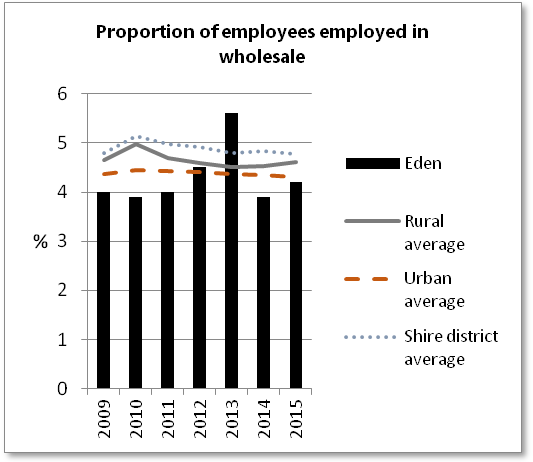 Proportion of employees employed in
wholesale
6
5
4
3
2
1
0
%
2009
2010
2011
2012
2013
2014
2015
Eden
Rural
average
Urban
average
Shire district
average